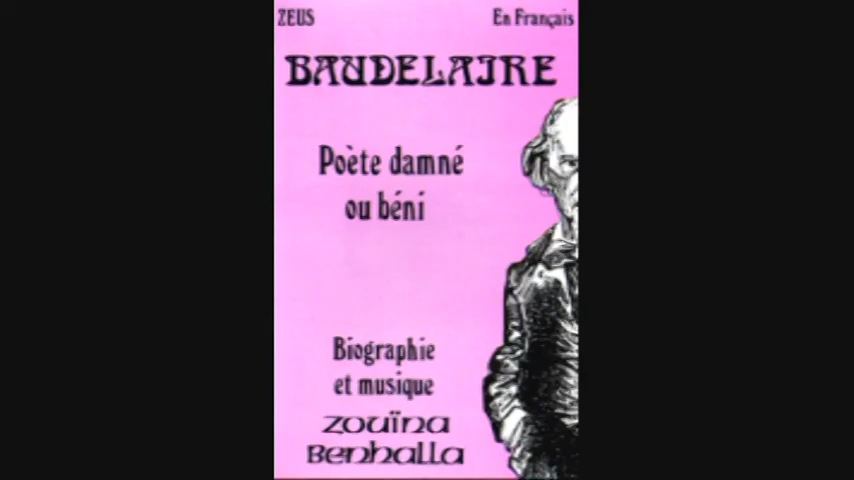 ZEUS
En Français
BAUDELAIRE
Poète damné
ou béni
Biographie
et musique
Zouïna
Benhalla